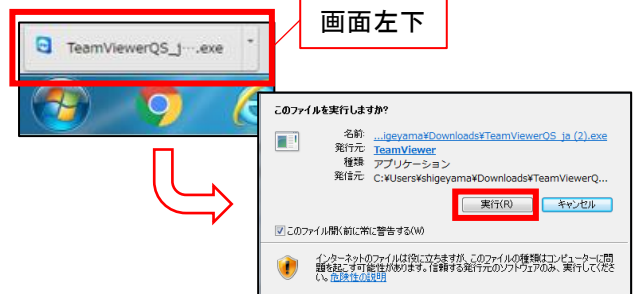 画面左下
TeamViewerQS_j….exe
このファイルを実行しますか?
名前: ...igeyama¥Downloads¥TeamViewerQS_ja (2).exe
発行元: TeamViewer
種類: アプリケーション
発信元: C:¥Users¥shigeyama¥Downloads¥TeamViewerQ...
実行(R)
キャンセル
このファイル開く前に常に警告する(W)
インターネットのファイルは役に立ちますが、このファイルの種類はコンピューターに問
題を起こす可能性があります。信頼する発行元のソフトウェアのみ、実行してくださ
い。危険性の説明